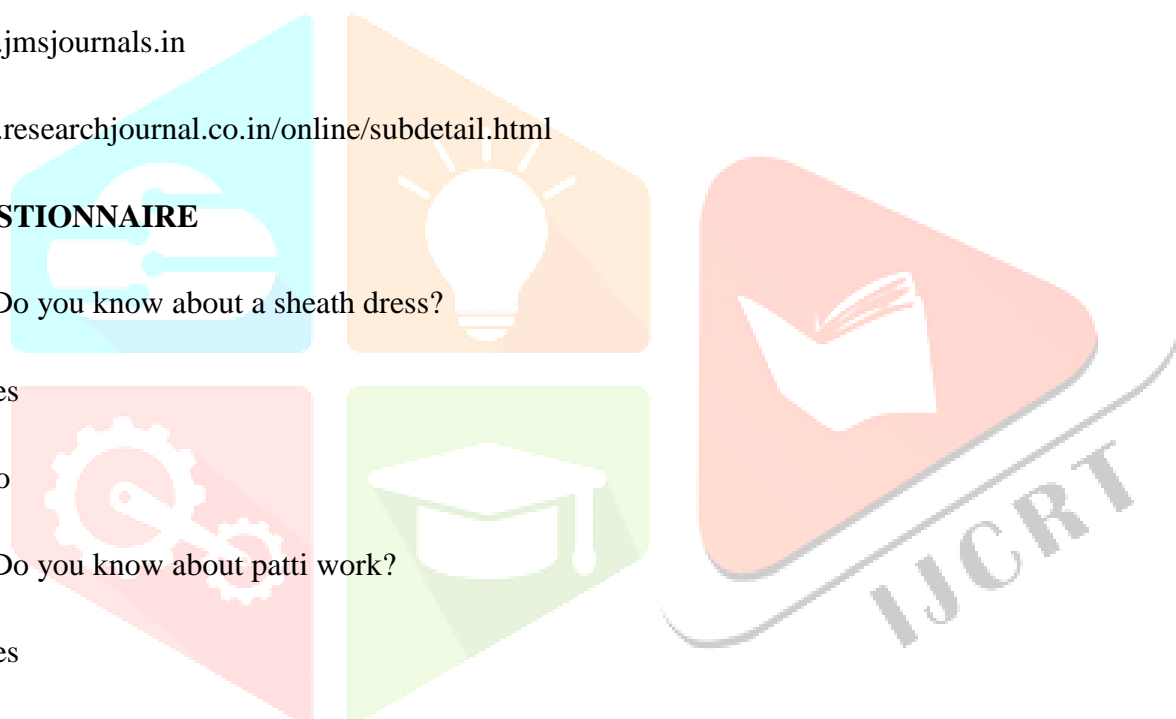 .jmsjournals.in
.researchjournal.co.in/online/subdetail.html
STIONNAIRE
Do you know about a sheath dress?
es
o
Do you know about patti work?
es
IJCRT